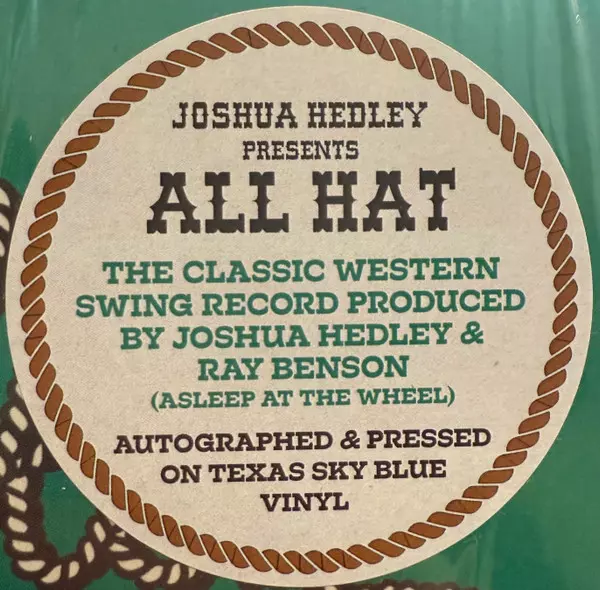 JOSHUA HEDLEY
PRESENTS
ALL HAT
THE CLASSIC WESTERN
SWING RECORD PRODUCED
BY JOSHUA HEDLEY &
RAY BENSON
(ASLEEP AT THE WHEEL)
AUTOGRAPHED & PRESSED
ON TEXAS SKY BLUE
VINYL